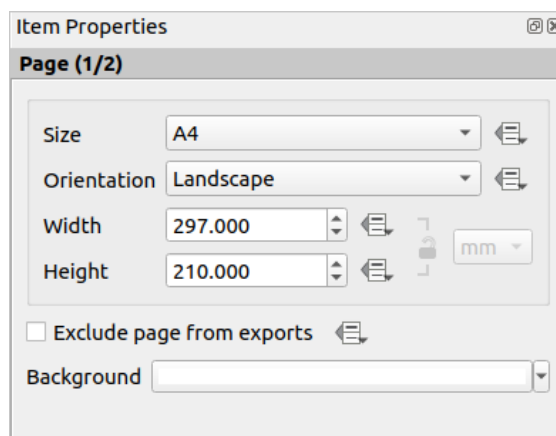 Item Properties
Page (1/2)
Size A4
Orientation Landscape
Width 297.000
mm
Height 210.000
Exclude page from exports
Background